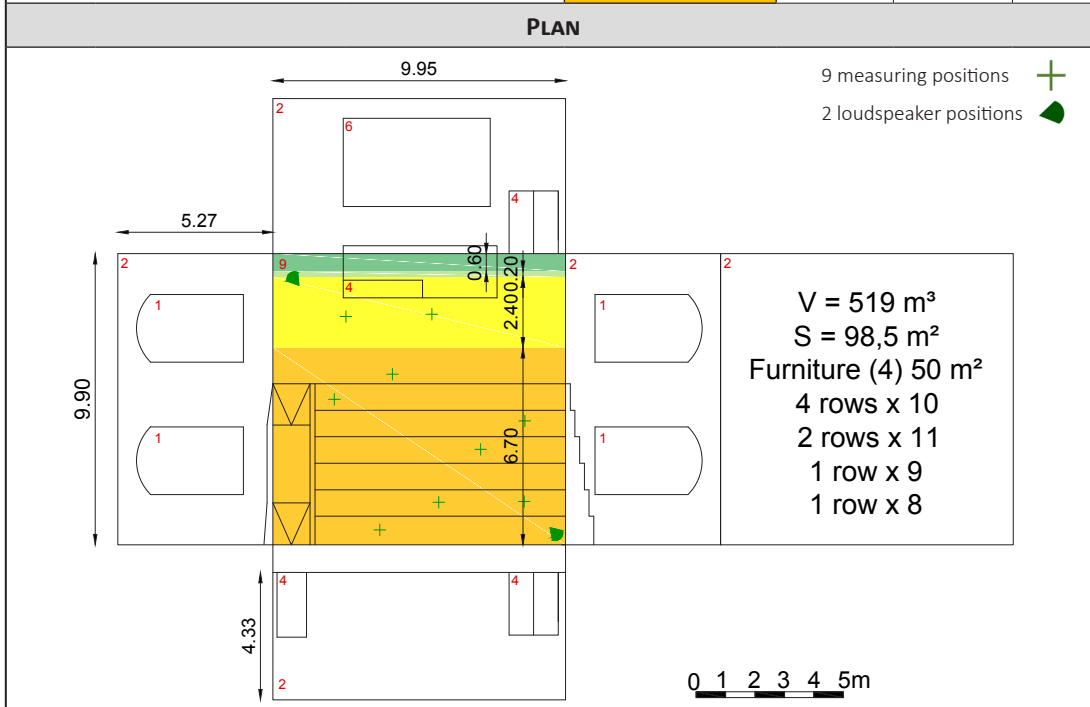 PLAN
9.95
9 measuring positions
2 loudspeaker positions
2
6
4
5.27
2
9
0.60
2
2
4
0.20
1
2.40
1
V = 519 m³
S = 98,5 m²
Furniture (4) 50 m²
4 rows x 10
2 rows x 11
1 row x 9
1 row x 8
9.90
1
6.70
1
4
4
4.33
2
0 1 2 3 4 5m